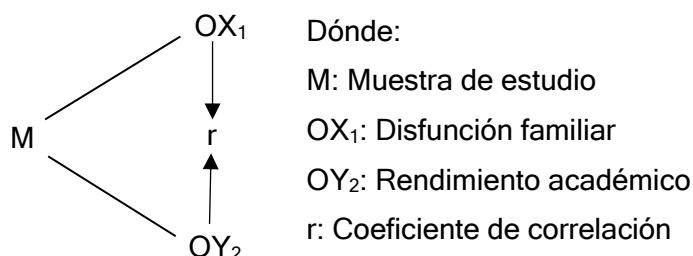 OX₁
M
r
OY₂
Dónde:
M: Muestra de estudio
OX₁: Disfunción familiar
OY₂: Rendimiento académico
r: Coeficiente de correlación